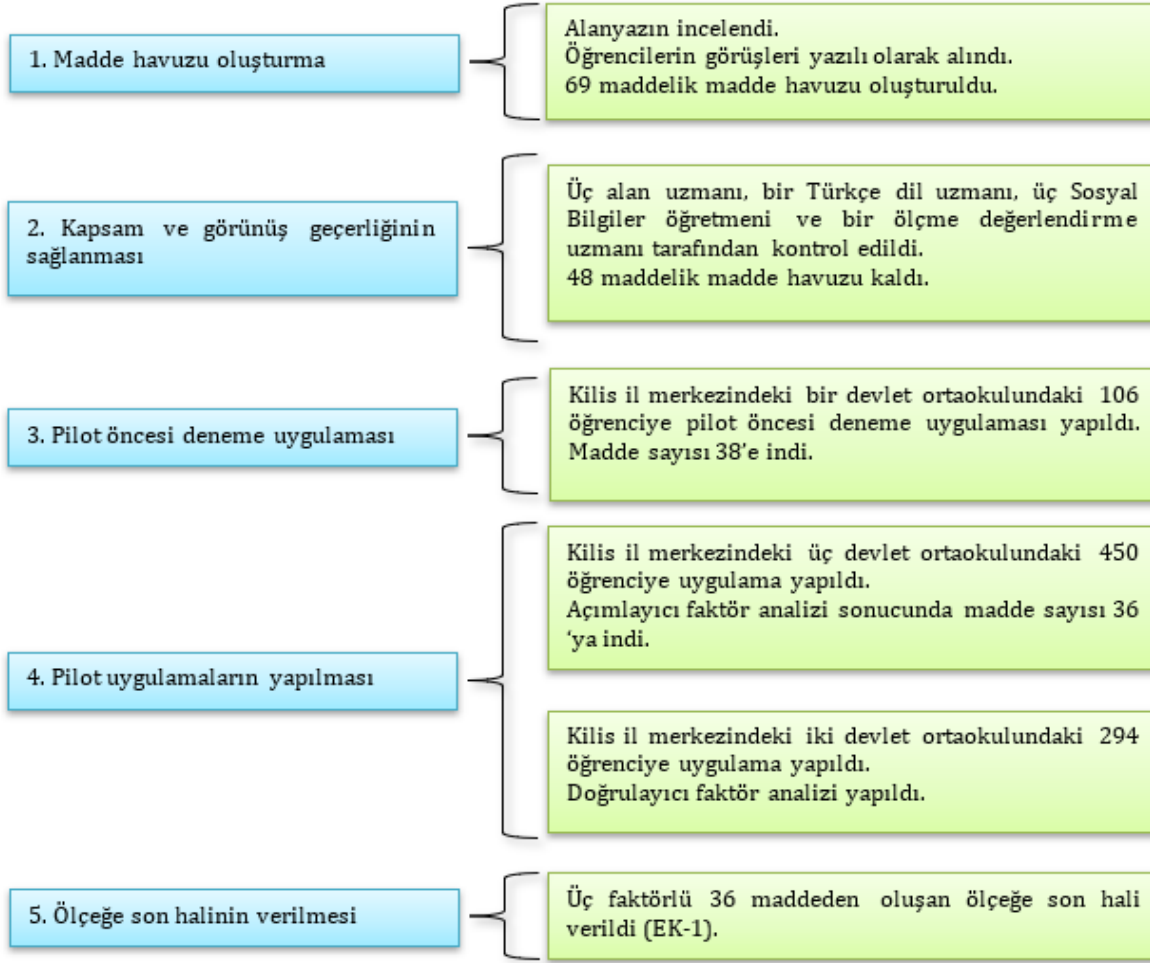 1. Madde havuzu oluşturma
Alanyazın incelendi.
Öğrencilerin görüşleri yazılı olarak alındı.
69 maddelik madde havuzu oluşturuldu.
2. Kapsam ve görünüş geçerliğinin
sağlanması
Üç alan uzmanı, bir Türkçe dil uzmanı, üç Sosyal
Bilgiler öğretmeni ve bir ölçme değerlendirme
uzmanı tarafından kontrol edildi.
48 maddelik madde havuzu kaldı.
3. Pilot öncesi deneme uygulaması
Kilis il merkezindeki bir devlet ortaokulundaki 106
öğrenciye pilot öncesi deneme uygulaması yapıldı.
Madde sayısı 38’e indi.
4. Pilot uygulamaların yapılması
Kilis il merkezindeki üç devlet ortaokulundaki 450
öğrenciye uygulama yapıldı.
Açımlayıcı faktör analizi sonucunda madde sayısı 36
‘ya indi.
Kilis il merkezindeki iki devlet ortaokulundaki 294
öğrenciye uygulama yapıldı.
Doğrulayıcı faktör analizi yapıldı.
5. Ölçeğe son halinin verilmesi
Üç faktörlü 36 maddeden oluşan ölçeğe son hali
verildi (EK-1).